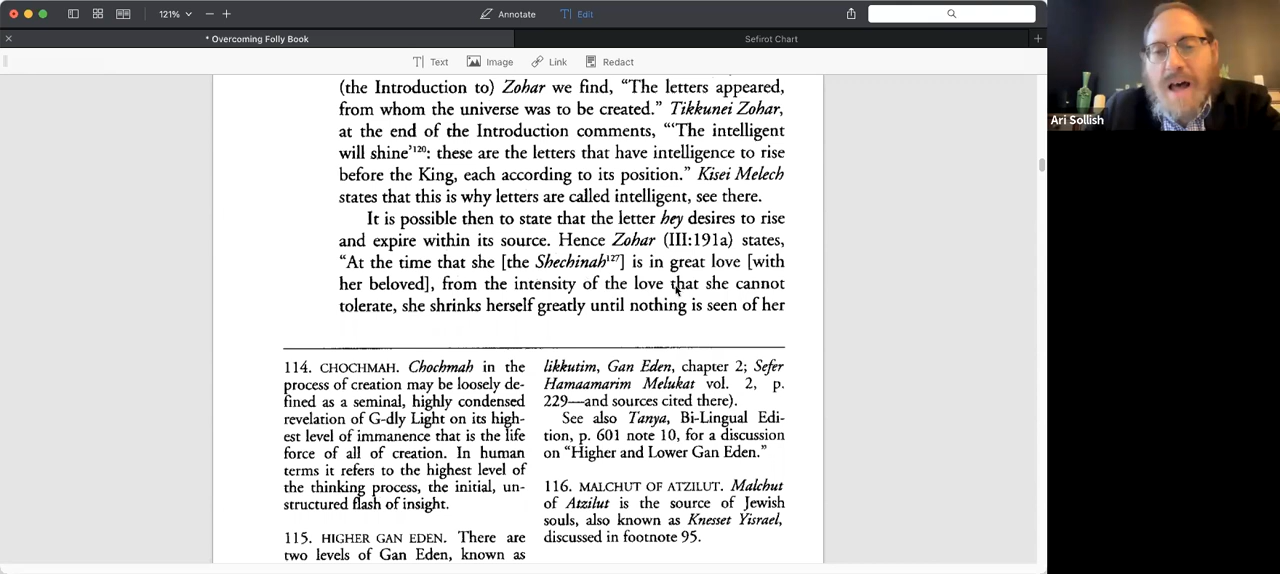 121%
Annotate
Edit
* Overcoming Folly Book
Sefirot Chart
Text
Image
Link
Redact
(the Introduction to) Zohar we find, “The letters appeared,
from whom the universe was to be created.” Tikkunei Zohar,
at the end of the Introduction comments, “‘The intelligent
will shine’120: these are the letters that have intelligence to rise
before the King, each according to its position.” Kisei Melech
states that this is why letters are called intelligent, see there.
It is possible then to state that the letter hey desires to rise
and expire within its source. Hence Zohar (III:191a) states,
“At the time that she [the Shechinah127] is in great love [with
her beloved], from the intensity of the love that she cannot
tolerate, she shrinks herself greatly until nothing is seen of her
114. CHOCHMAH. Chochmah in the
process of creation may be loosely de-
fined as a seminal, highly condensed
revelation of G-dly Light on its high-
est level of immanence that is the life
force of all of creation. In human
terms it refers to the highest level of
the thinking process, the initial, un-
structured flash of insight.
115. HIGHER GAN EDEN. There are
two levels of Gan Eden, known as
likkutim, Gan Eden, chapter 2; Sefer
Hamaamarim Melukat vol. 2, p.
229—and sources cited there).
See also Tanya, Bi-Lingual Edi-
tion, p. 601 note 10, for a discussion
on “Higher and Lower Gan Eden.”
116. MALCHUT OF ATZILUT. Malchut
of Atzilut is the source of Jewish
souls, also known as Knesset Yisrael,
discussed in footnote 95.
Ari Sollish